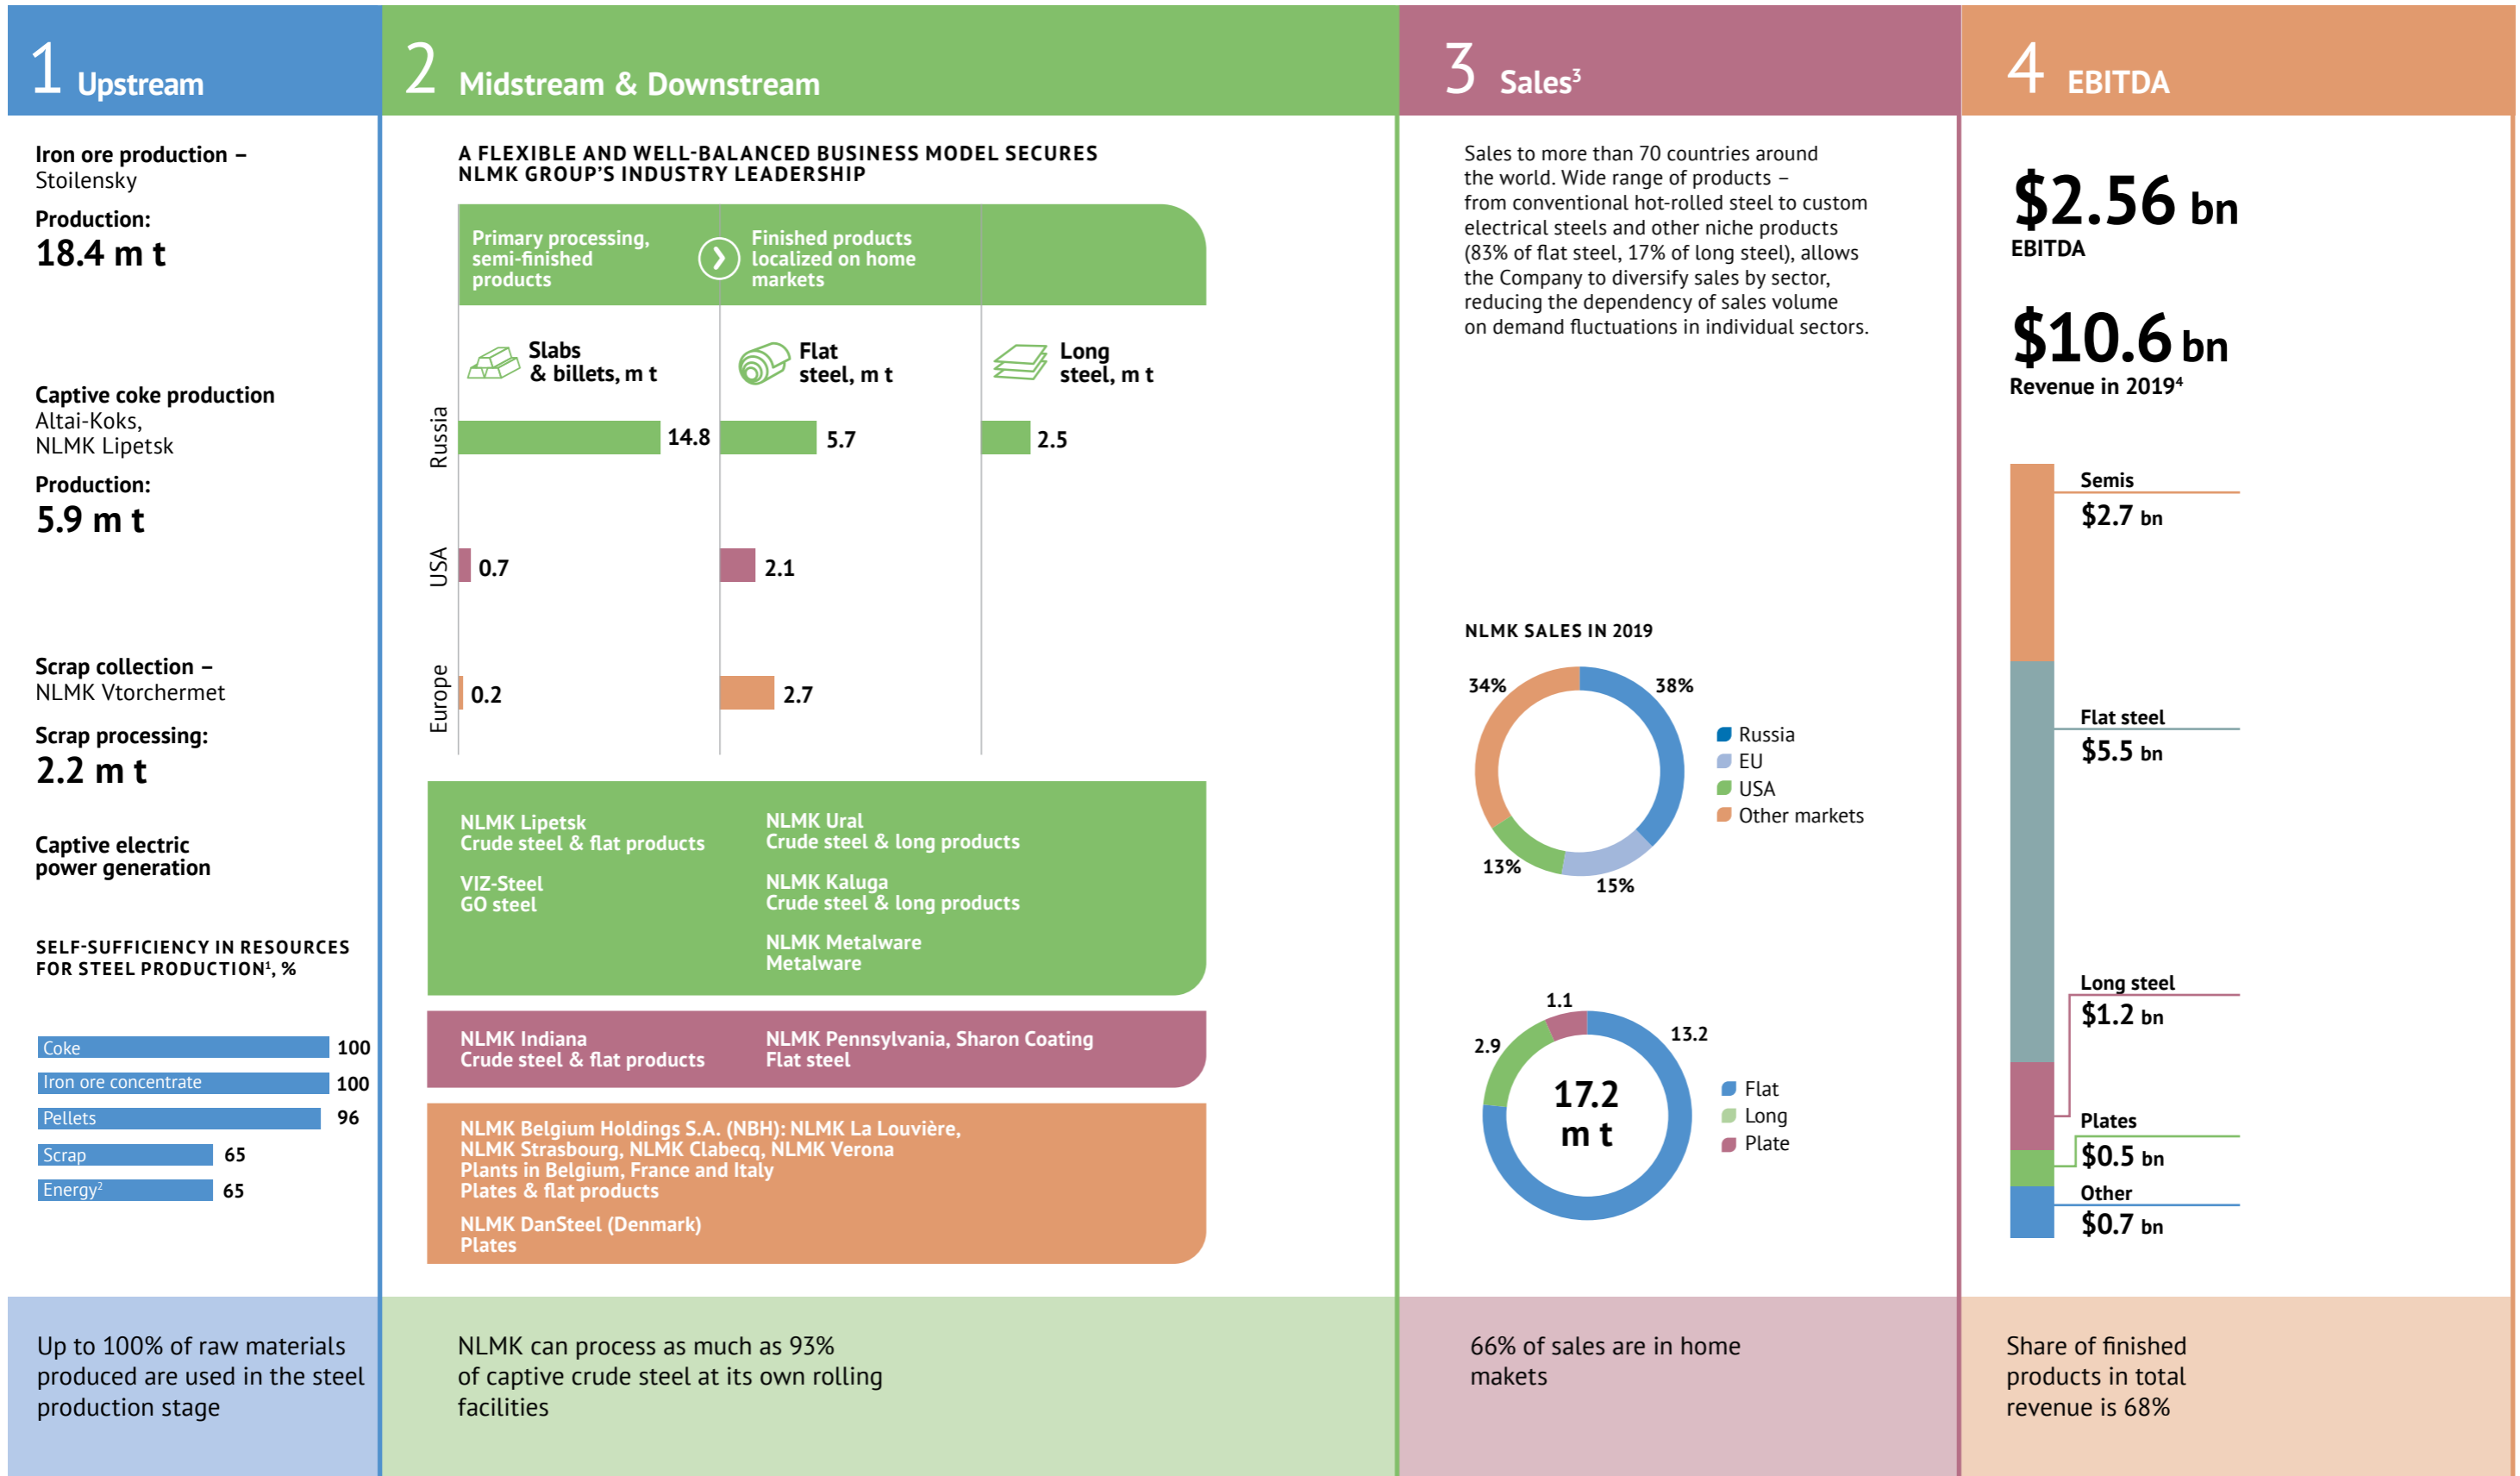 1 Upstream
Iron ore production –
Stoilensky
Production:
18.4 m t
Captive coke production
Altai-Koks,
NLMK Lipetsk
Production:
5.9 m t
Scrap collection –
NLMK Vtorchermet
Scrap processing:
2.2 m t
Captive electric
power generation
SELF-SUFFICIENCY IN RESOURCES
FOR STEEL PRODUCTION¹, %
Coke 100
Iron ore concentrate 100
Pellets 96
Scrap 65
Energy² 65
Up to 100% of raw materials
produced are used in the steel
production stage
2 Midstream & Downstream
A FLEXIBLE AND WELL-BALANCED BUSINESS MODEL SECURES
NLMK GROUP'S INDUSTRY LEADERSHIP
Primary processing,
semi-finished
products
Finished products
localized on home
markets
Slabs
& billets, m t
Flat
steel, m t
Long
steel, m t
Russia
14.8
5.7
2.5
USA
0.7
2.1
Europe
0.2
2.7
NLMK Lipetsk
Crude steel & flat products
VIZ-Steel
GO steel
NLMK Ural
Crude steel & long products
NLMK Kaluga
Crude steel & long products
NLMK Metalware
Metalware
NLMK Indiana
Crude steel & flat products
NLMK Pennsylvania, Sharon Coating
Flat steel
NLMK Belgium Holdings S.A. (NBH): NLMK La Louvière,
NLMK Strasbourg, NLMK Clabecq, NLMK Verona
Plants in Belgium, France and Italy
Plates & flat products
NLMK DanSteel (Denmark)
Plates
NLMK can process as much as 93%
of captive crude steel at its own rolling
facilities
3 Sales³
Sales to more than 70 countries around
the world. Wide range of products –
from conventional hot-rolled steel to custom
electrical steels and other niche products
(83% of flat steel, 17% of long steel), allows
the Company to diversify sales by sector,
reducing the dependency of sales volume
on demand fluctuations in individual sectors.
NLMK SALES IN 2019
34%
38%
13%
15%
Russia
EU
USA
Other markets
1.1
2.9
13.2
17.2
m t
Flat
Long
Plate
66% of sales are in home
makets
4 EBITDA
$2.56 bn
EBITDA
$10.6 bn
Revenue in 2019⁴
Semis
$2.7 bn
Flat steel
$5.5 bn
Long steel
$1.2 bn
Plates
$0.5 bn
Other
$0.7 bn
Share of finished
products in total
revenue is 68%